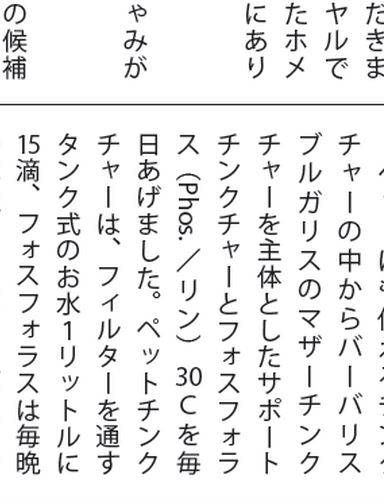 だきま
ヤルで
たホメ
にあり
ゃみが
の候補
チャーの中からバーバリス
ブルガリスのマザーチンク
チャーを主体としたサポート
チンクチャーとフォスフォラ
ス（Phos.／リン）30Cを毎
日あげました。ペットチンク
チャーは、フィルターを通す
タンク式のお水1リットルに
15滴、フォスフォラスは毎晩